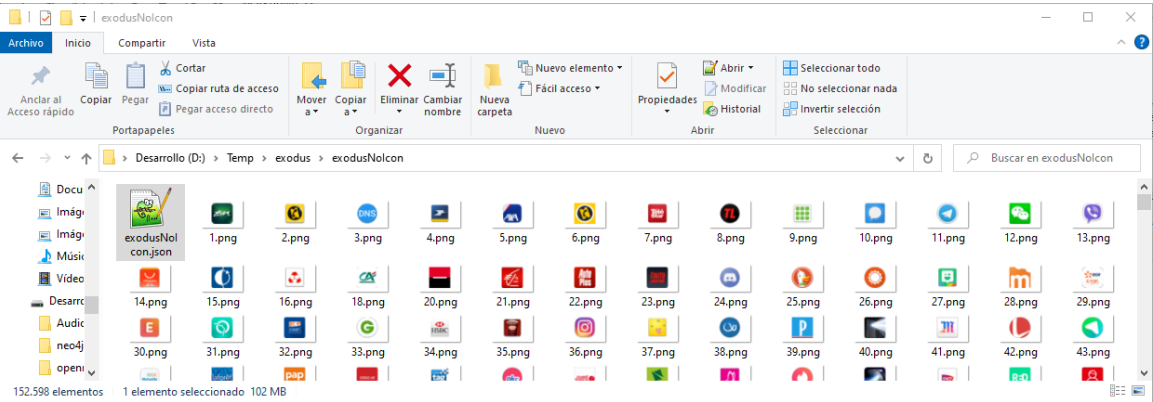 exodusNoIcon
Archivo Inicio Compartir Vista
Anclar al
Acceso rápido
Copiar
Pegar
Cortar
Copiar ruta de acceso
Pegar acceso directo
Portapapeles
Mover
a
Copiar
a
Eliminar
Cambiar
nombre
Organizar
Nueva
carpeta
Nuevo elemento
Fácil acceso
Nuevo
Propiedades
Abrir
Modificar
Historial
Abrir
Seleccionar todo
No seleccionar nada
Invertir selección
Seleccionar
Desarrollo (D:) > Temp > exodus > exodusNoIcon
Buscar en exodusNoIcon
Docu
Imág
Imág
Músic
Vídeo
Desarro
Audic
neo4j
open
exodusNoI
con.json
1.png 2.png 3.png 4.png 5.png 6.png 7.png 8.png 9.png 10.png 11.png 12.png 13.png
14.png 15.png 16.png 18.png 20.png 21.png 22.png 23.png 24.png 25.png 26.png 27.png 28.png 29.png
30.png 31.png 32.png 33.png 34.png 35.png 36.png 37.png 38.png 39.png 40.png 41.png 42.png 43.png
152.598 elementos 1 elemento seleccionado 102 MB